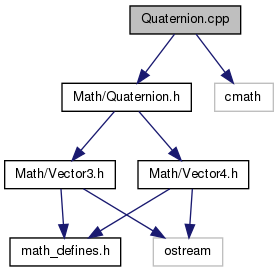 Quaternion.cpp
Math/Quaternion.h
cmath
Math/Vector3.h
Math/Vector4.h
math_defines.h
ostream